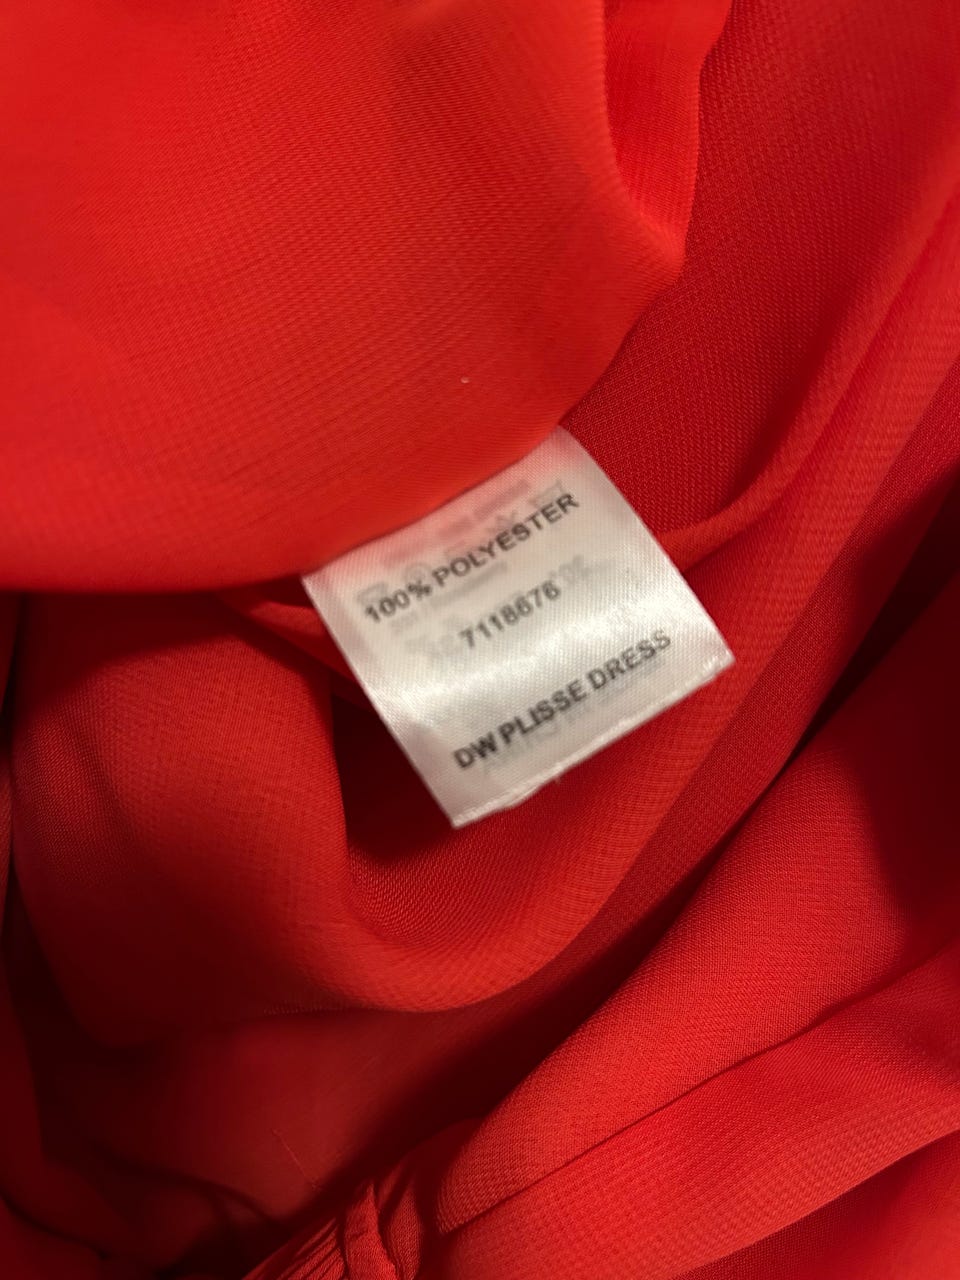 100% POLYESTER
7118676
DW PLISSE DRESS